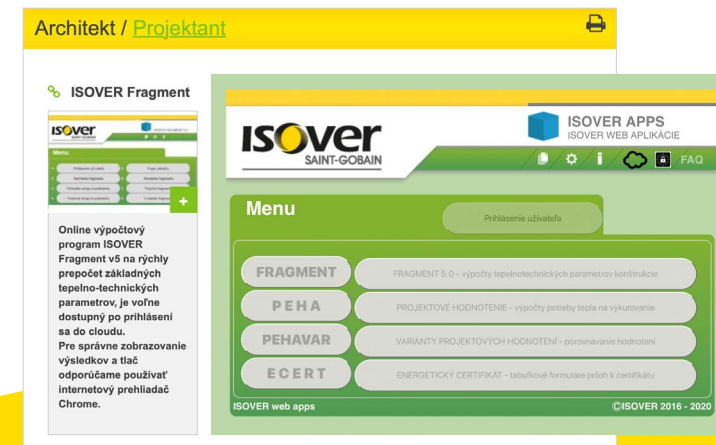 Architekt / Projektant
ISOVER Fragment
isover
SAINT-GOBAIN
Menu
Online výpočtový
program ISOVER
Fragment v5 na rýchly
prepočet základných
tepelno-technických
parametrov, je voľne
dostupný po prihlásení
sa do cloudu.
Pre správne zobrazovanie
výsledkov a tlač
odporúčame používať
internetový prehliadač
Chrome.
isover
SAINT-GOBAIN
ISOVER APPS
ISOVER WEB APLIKÁCIE
FAQ
Menu
Prihlásenie užívateľa
FRAGMENT
FRAGMENT 5.0 – výpočty tepelnotechnických parametrov konštrukcie
PEHA
PROJEKTOVÉ HODNOTENIE - výpočty potreby tepla na vykurovanie
PEHAVAR
VARIANTY PROJEKTOVÝCH HODNOTENÍ - porovnávanie hodnotení
ECERT
ENERGETICKÝ CERTIFIKÁT - tabuľkové formuláre príloh k certifikátu
ISOVER web apps
©ISOVER 2016 - 2020